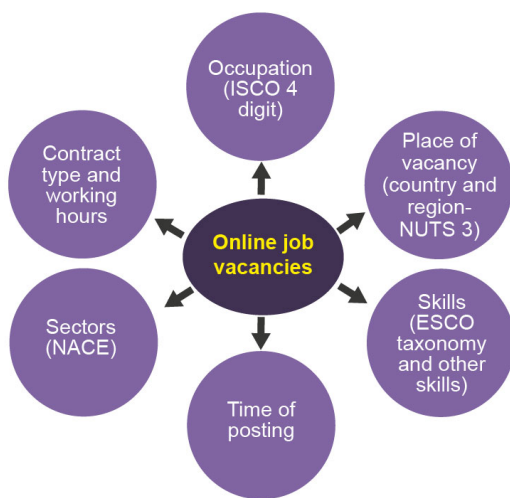 Occupation
(ISCO 4
digit)
Contract
type and
working
hours
Place of
vacancy
(country and
region-
NUTS 3)
Online job
vacancies
Sectors
(NACE)
Skills
(ESCO
taxonomy
and other
skills)
Time of
posting